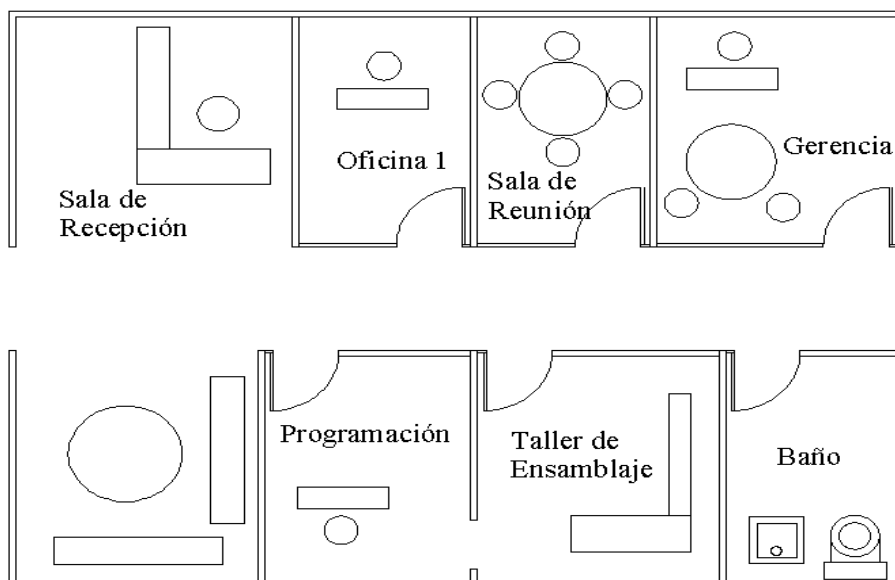 Sala de
Recepción
Oficina 1
Sala de
Reunión
Gerencia
Programación
Taller de
Ensamblaje
Baño